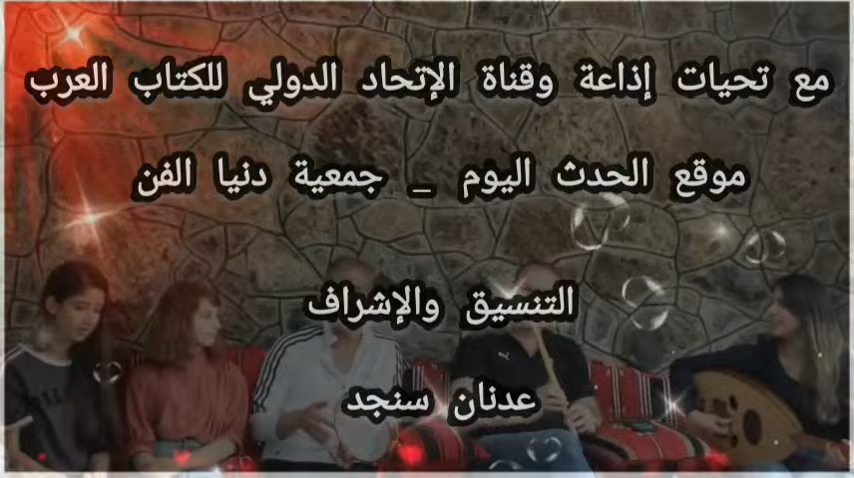 مع تحيات إذاعة وقناة الإتحاد الدولي للكتاب العرب
موقع الحدث اليوم _ جمعية دنيا الفن
التنسيق والإشراف
عدنان سنجد